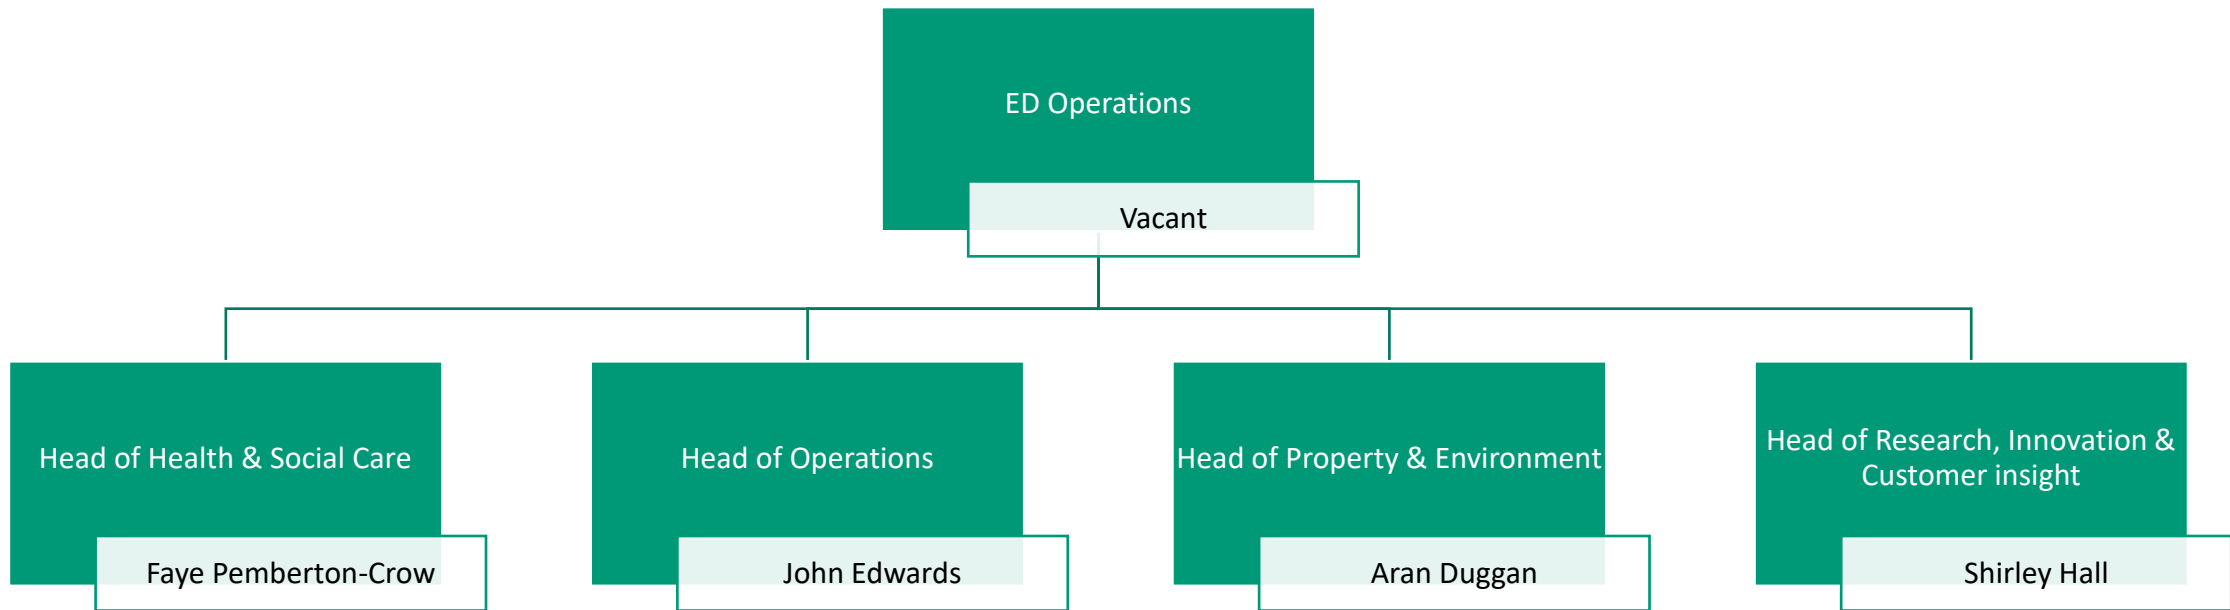 ED Operations
Vacant
Head of Health & Social Care
Faye Pemberton-Crow
Head of Operations
John Edwards
Head of Property & Environment
Aran Duggan
Head of Research, Innovation &
Customer insight
Shirley Hall